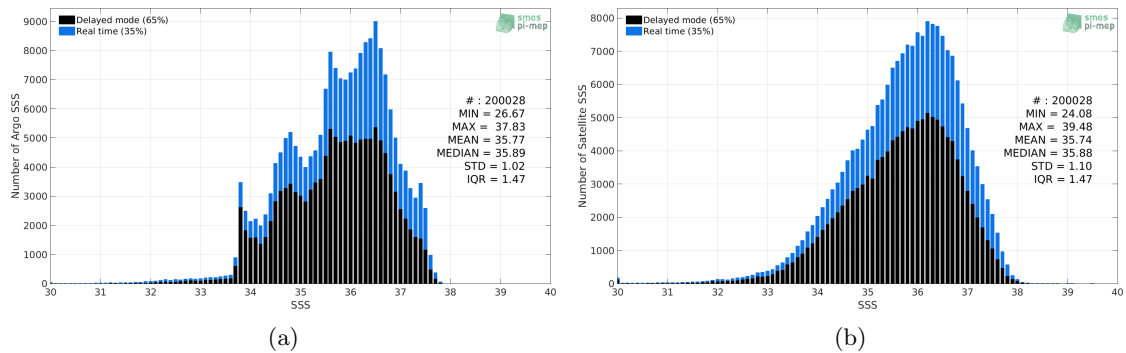 Delayed mode (65%)
Real time (35%)
smos
pi-mep
# : 200028
MIN = 26.67
MAX = 37.83
MEAN = 35.77
MEDIAN = 35.89
STD = 1.02
IQR = 1.47
Number of Argo SSS
9000
8000
7000
6000
5000
4000
3000
2000
1000
0
30 31 32 33 34 35 36 37 38 39 40
SSS
(a)
Delayed mode (65%)
Real time (35%)
smos
pi-mep
# : 200028
MIN = 24.08
MAX = 39.48
MEAN = 35.74
MEDIAN = 35.88
STD = 1.10
IQR = 1.47
Number of Satellite SSS
8000
7000
6000
5000
4000
3000
2000
1000
0
30 31 32 33 34 35 36 37 38 39 40
SSS
(b)